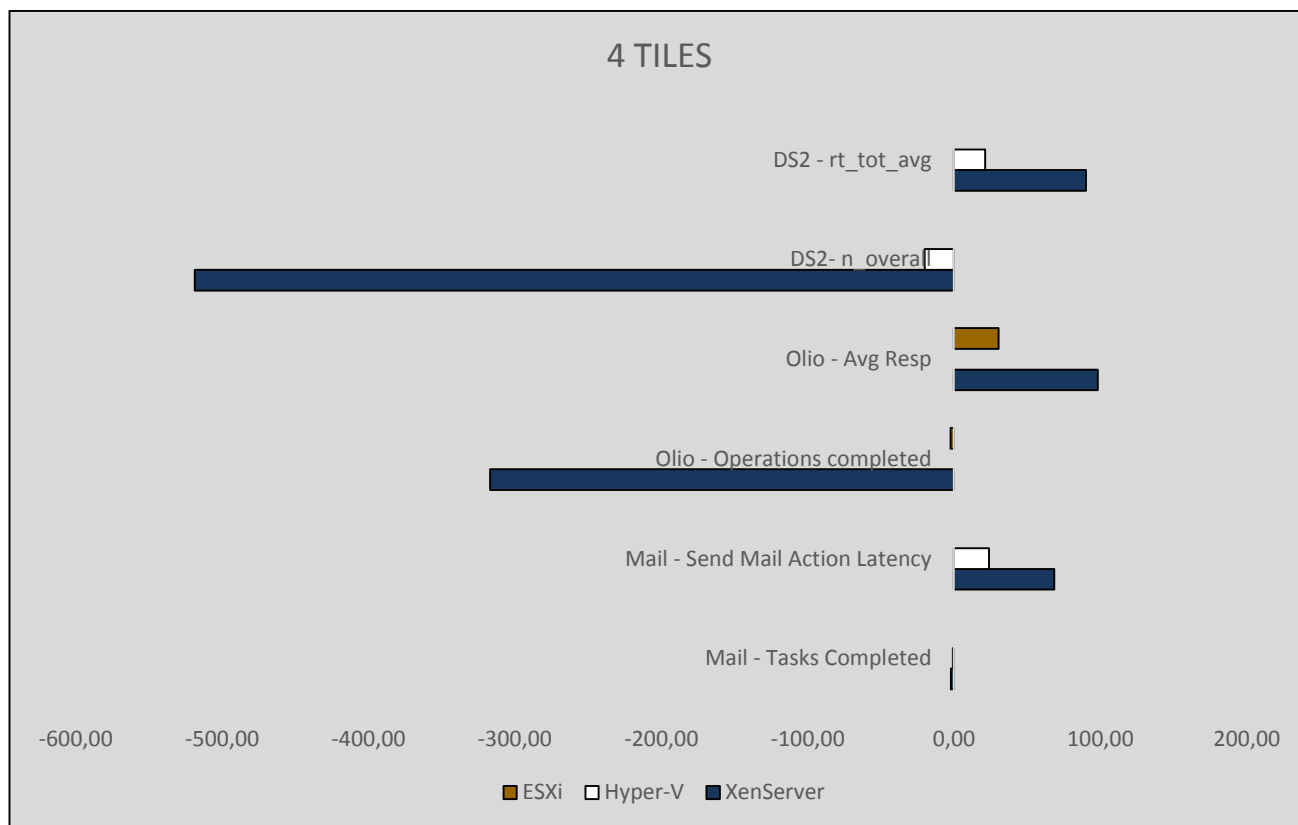 4 TILES
DS2 - rt_tot_avg
DS2- n_overall
Olio - Avg Resp
Olio - Operations completed
Mail - Send Mail Action Latency
Mail - Tasks Completed
-600,00 -500,00 -400,00 -300,00 -200,00 -100,00 0,00 100,00 200,00
ESXi Hyper-V XenServer